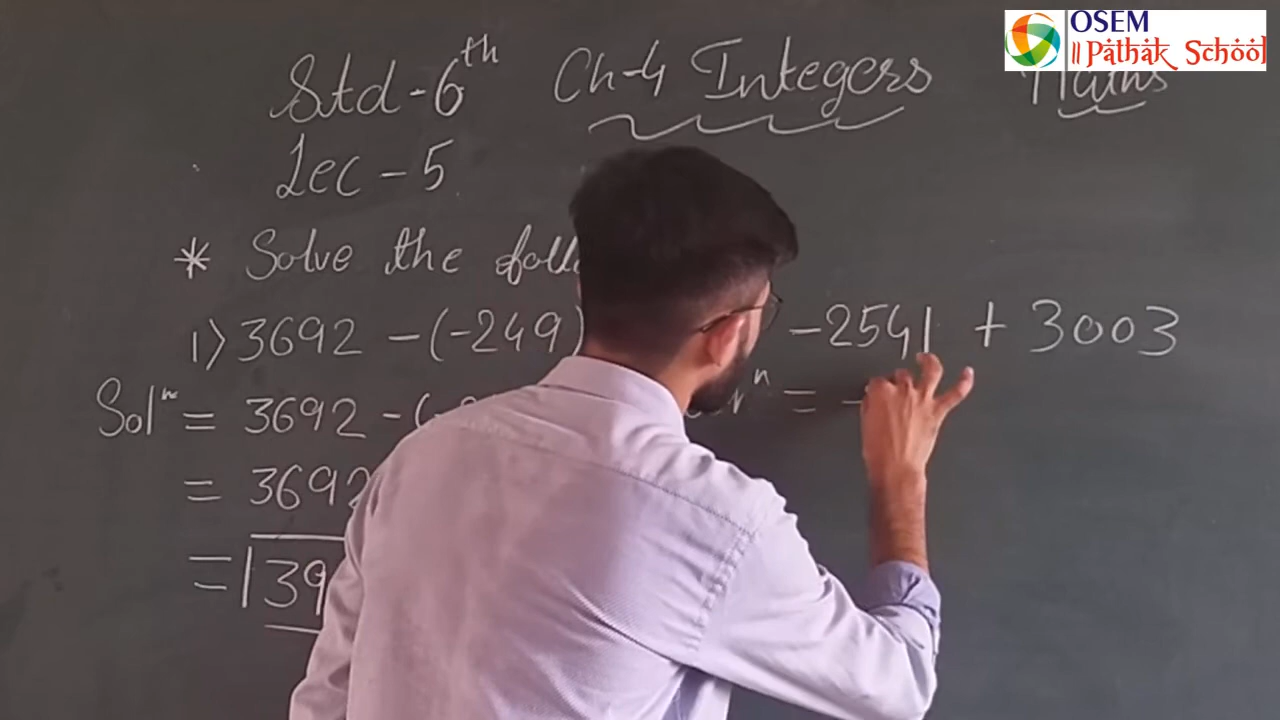 OSEM
॥ Pathak School
Std-6th Ch-4 Integers Maths
Lec-5
* Solve the
1) 3692 -(-249) -2541 + 3003
Solⁿ = 3692 -(- =
= 3692
= 39